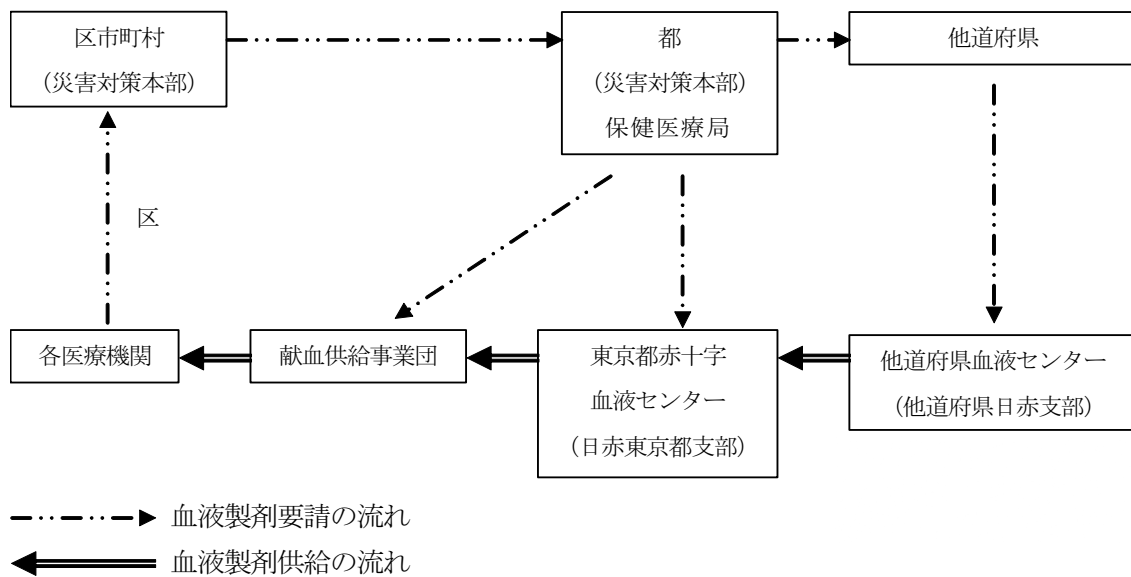 区市町村
（災害対策本部）
都
（災害対策本部）
保健医療局
他道府県
区
各医療機関
献血供給事業団
東京都赤十字
血液センター
（日赤東京都支部）
他道府県血液センター
（他道府県日赤支部）
血液製剤要請の流れ
血液製剤供給の流れ